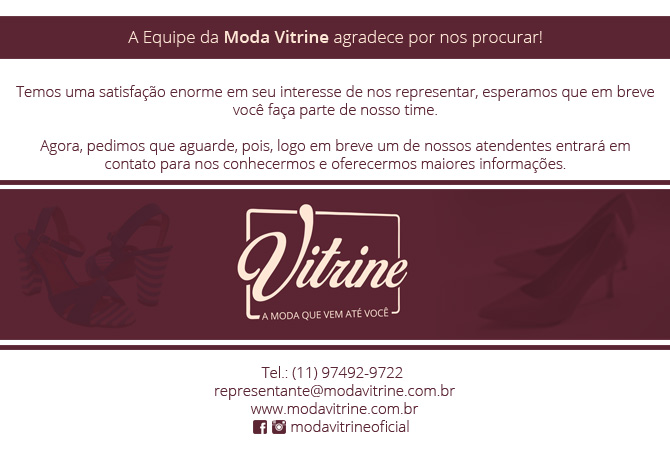 A Equipe da Moda Vitrine agradece por nos procurar!
Temos uma satisfação enorme em seu interesse de nos representar, esperamos que em breve
você faça parte de nosso time.
Agora, pedimos que aguarde, pois, logo em breve um de nossos atendentes entrará em
contato para nos conhecermos e oferecermos maiores informações.
Vitrine
A MODA QUE VEM ATÉ VOCÊ
Tel.: (11) 97492-9722
representante@modavitrine.com.br
www.modavitrine.com.br
modavitrineoficial